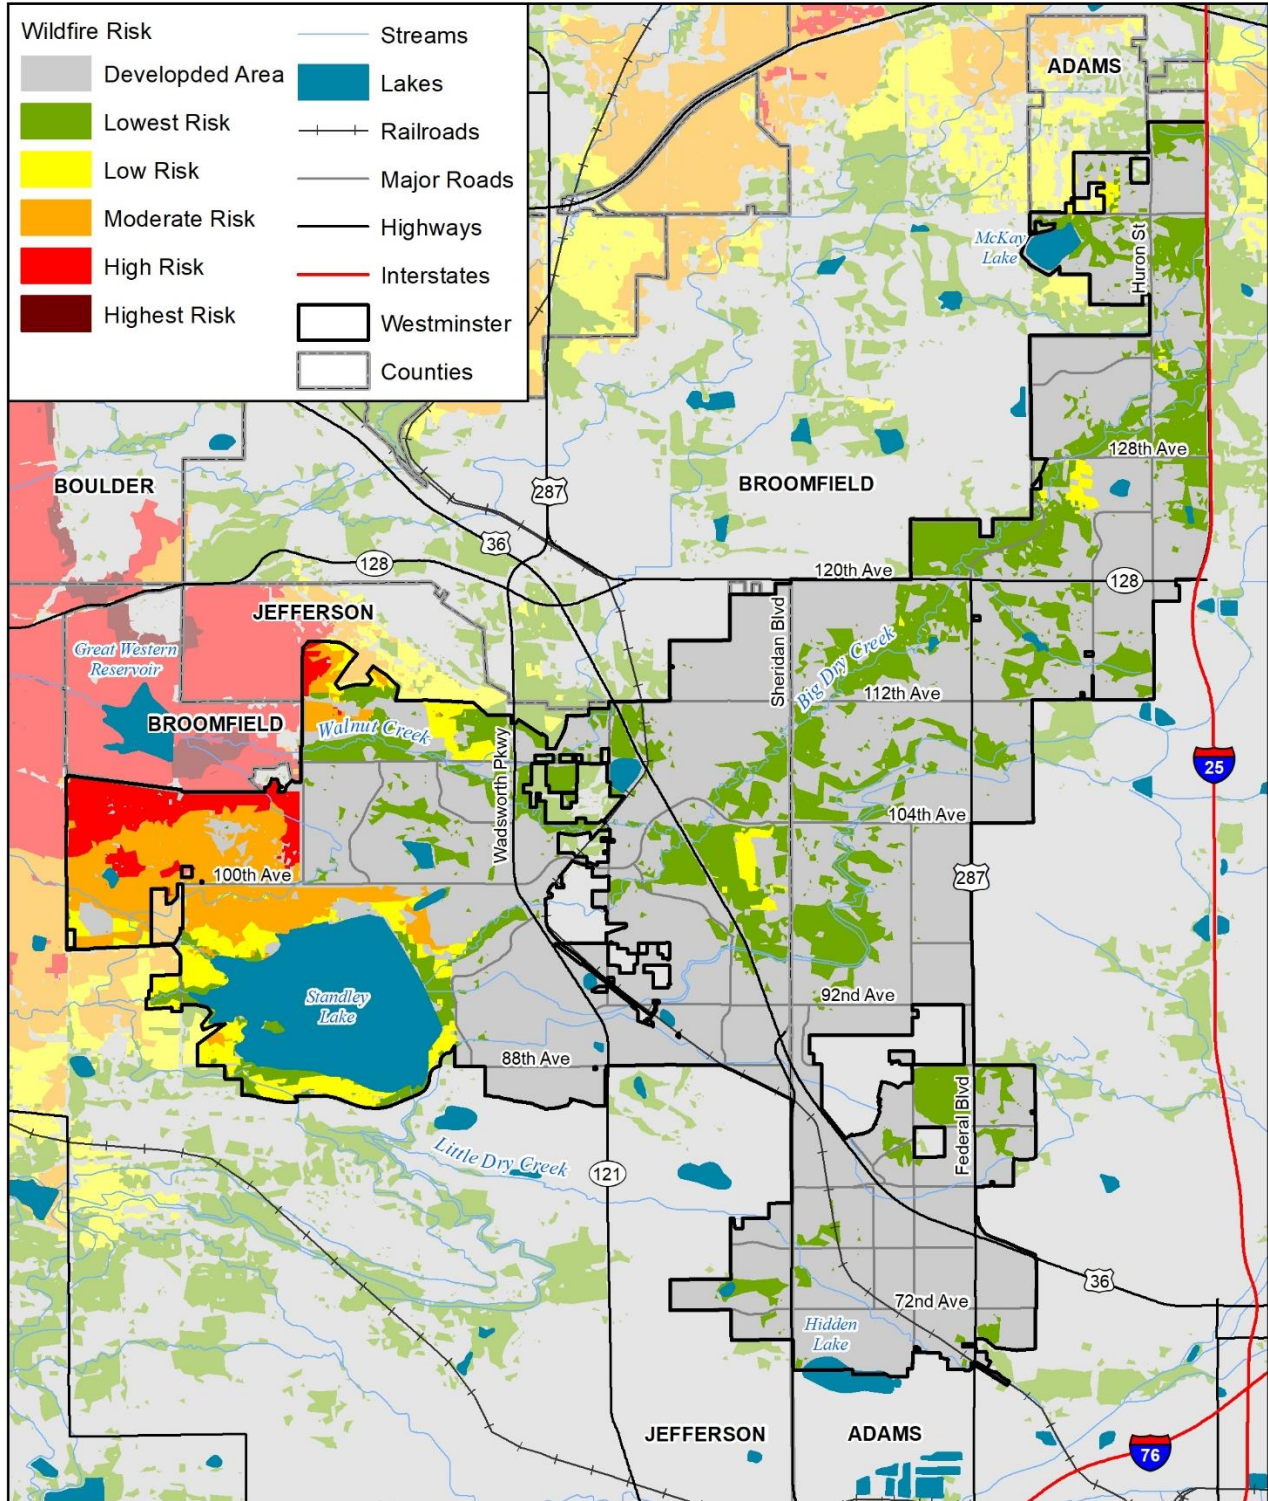 Wildfire Risk
Developded Area
Lowest Risk
Low Risk
Moderate Risk
High Risk
Highest Risk
Streams
Lakes
Railroads
Major Roads
Highways
Interstates
Westminster
Counties
ADAMS
McKay
Lake
Huron St
128th Ave
BOULDER
287
BROOMFIELD
36
128
120th Ave
128
JEFFERSON
Great Western
Reservoir
Sheridan Blvd
Big Dry Creek
112th Ave
BROOMFIELD
Walnut Creek
Wadsworth Pkwy
25
104th Ave
100th Ave
287
Standley
Lake
92nd Ave
88th Ave
Federal Blvd
Little Dry Creek
121
36
72nd Ave
Hidden
Lake
JEFFERSON
ADAMS
76